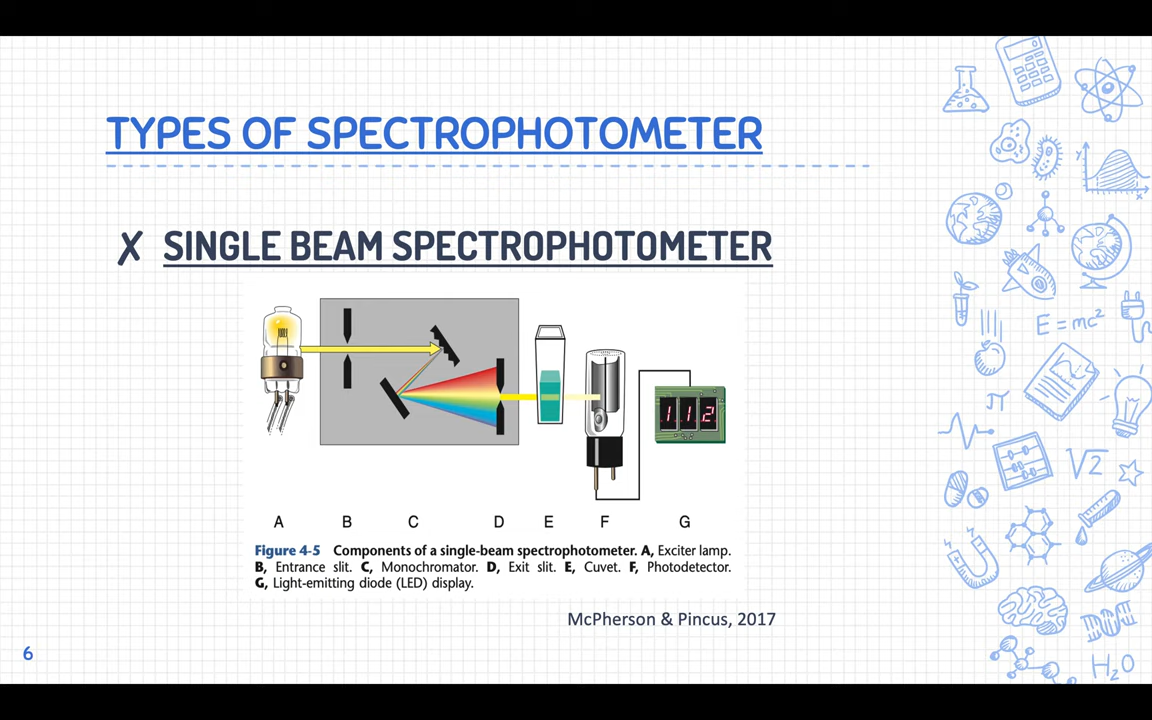 TYPES OF SPECTROPHOTOMETER
✗ SINGLE BEAM SPECTROPHOTOMETER
112
A B C D E F G
Figure 4-5 Components of a single-beam spectrophotometer. A, Exciter lamp.
B, Entrance slit. C, Monochromator. D, Exit slit. E, Cuvet. F, Photodetector.
G, Light-emitting diode (LED) display.
McPherson & Pincus, 2017
6
y
x
E=mc²
π
√2
H₂O